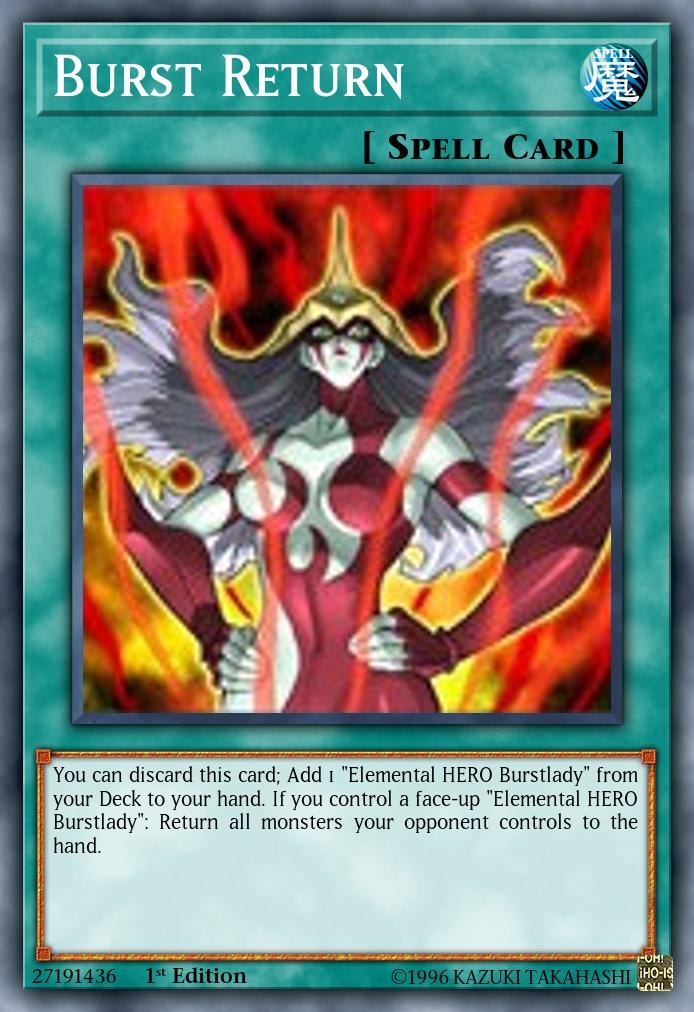 BURST RETURN
SPELL
魔
[ SPELL CARD ]
You can discard this card; Add 1 "Elemental HERO Burstlady" from
your Deck to your hand. If you control a face-up "Elemental HERO
Burstlady": Return all monsters your opponent controls to the
hand.
27191436 1st Edition ©1996 KAZUKI TAKAHASHI